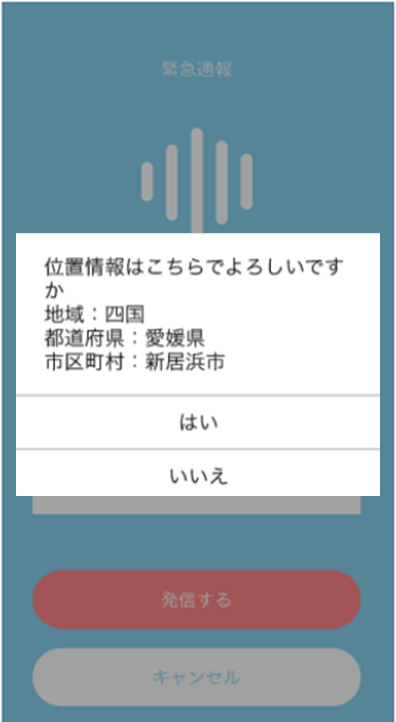 緊急通報
位置情報はこちらでよろしいです
か
地域：四国
都道府県：愛媛県
市区町村：新居浜市
はい
いいえ
発信する
キャンセル